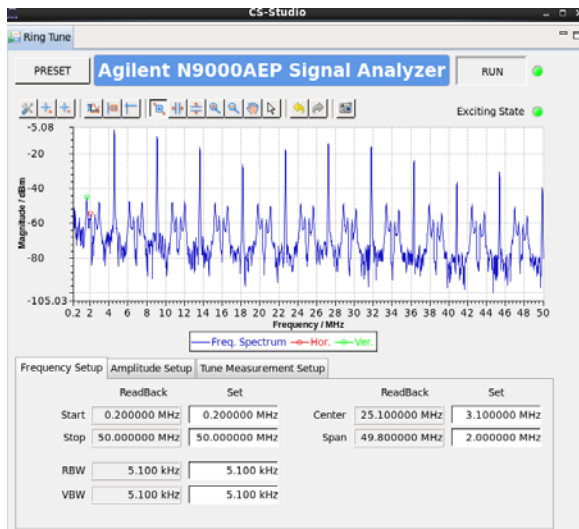 CS-Studio
Ring Tune
PRESET
Agilent N9000AEP Signal Analyzer
RUN
Exciting State
-5.08
-20
-40
-60
-80
-105.03
Magnitude / dBm
0.2 2 4 6 8 10 12 14 16 18 20 22 24 26 28 30 32 34 36 38 40 42 44 46 48 50
Frequency / MHz
Freq. Spectrum Hor. Ver.
Frequency Setup Amplitude Setup Tune Measurement Setup
ReadBack Set ReadBack Set
Start 0.200000 MHz 0.200000 MHz Center 25.100000 MHz 3.100000 MHz
Stop 50.000000 MHz 50.000000 MHz Span 49.800000 MHz 2.000000 MHz
RBW 5.100 kHz 5.100 kHz
VBW 5.100 kHz 5.100 kHz